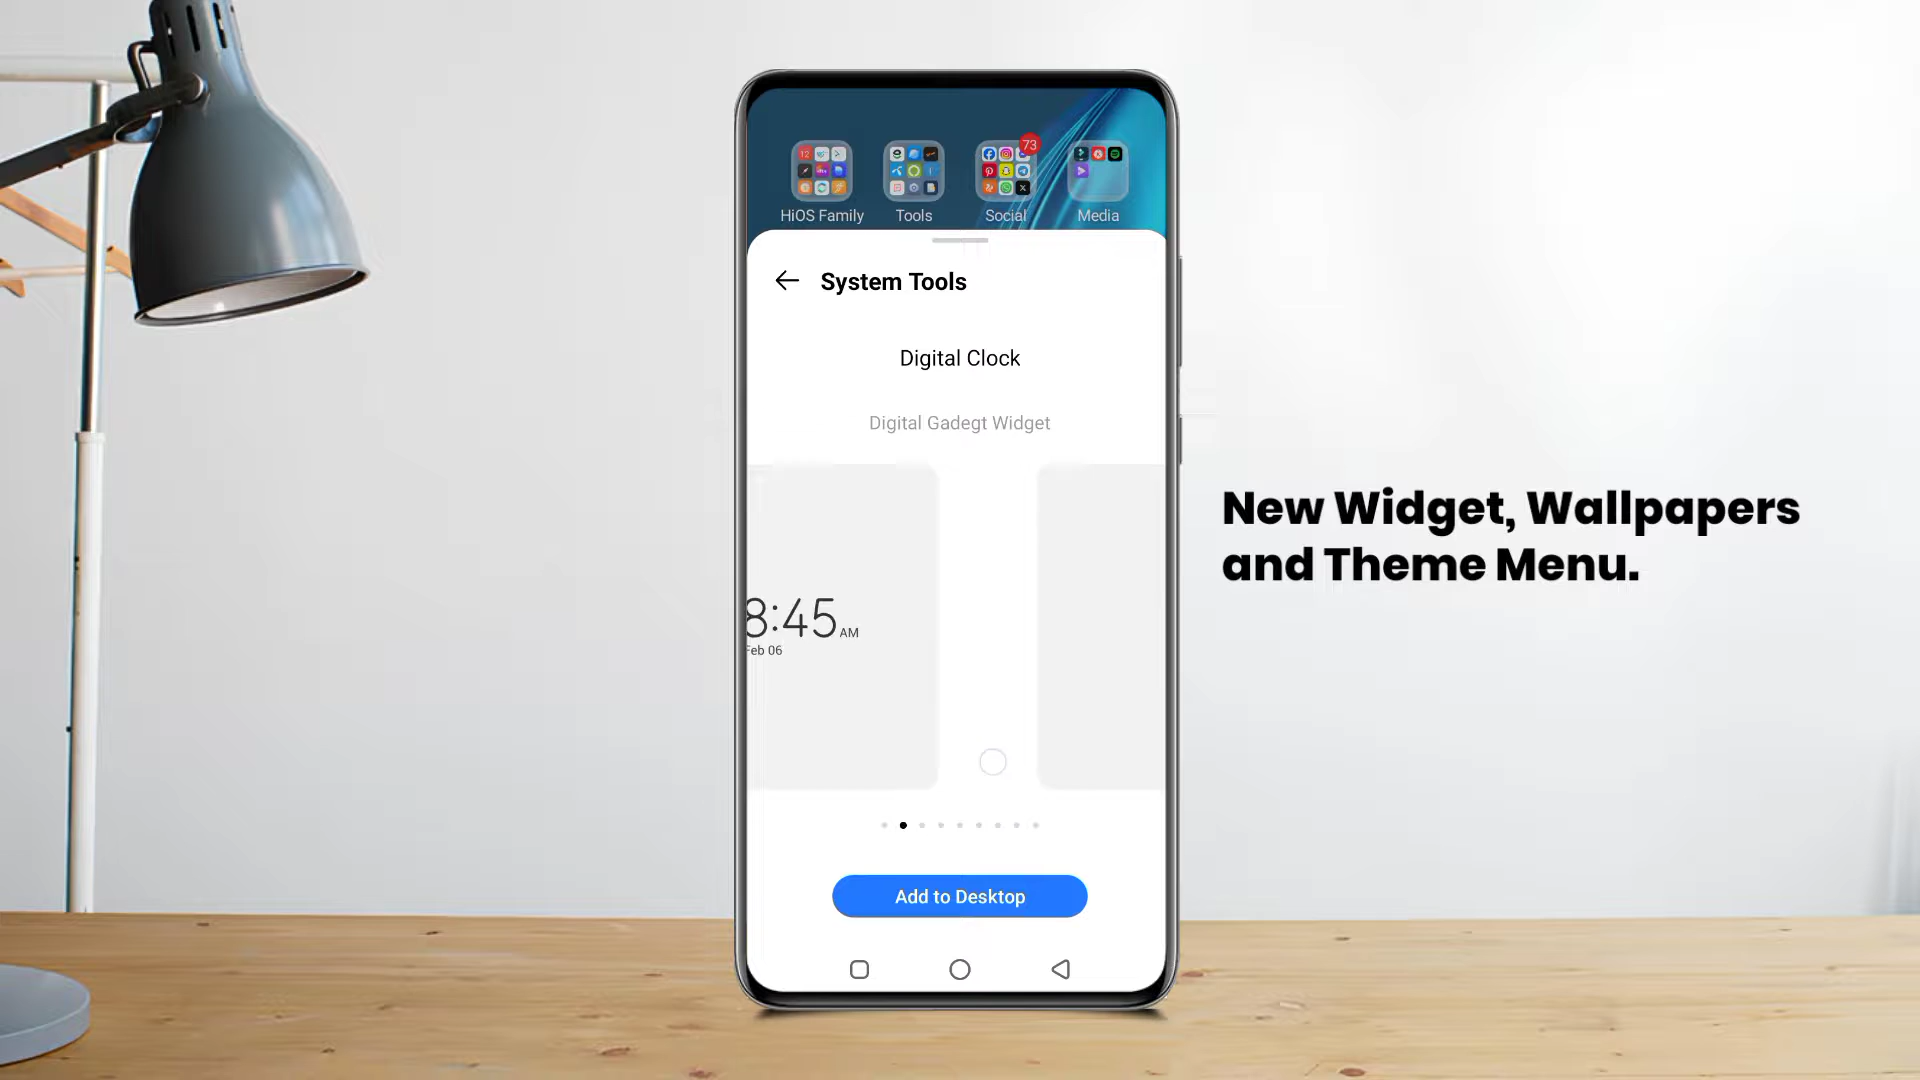 73
12
HiOS Family
Tools
Social
Media
System Tools
Digital Clock
Digital Gadegt Widget
8:45 AM
Feb 06
Add to Desktop
New Widget, Wallpapers
and Theme Menu.